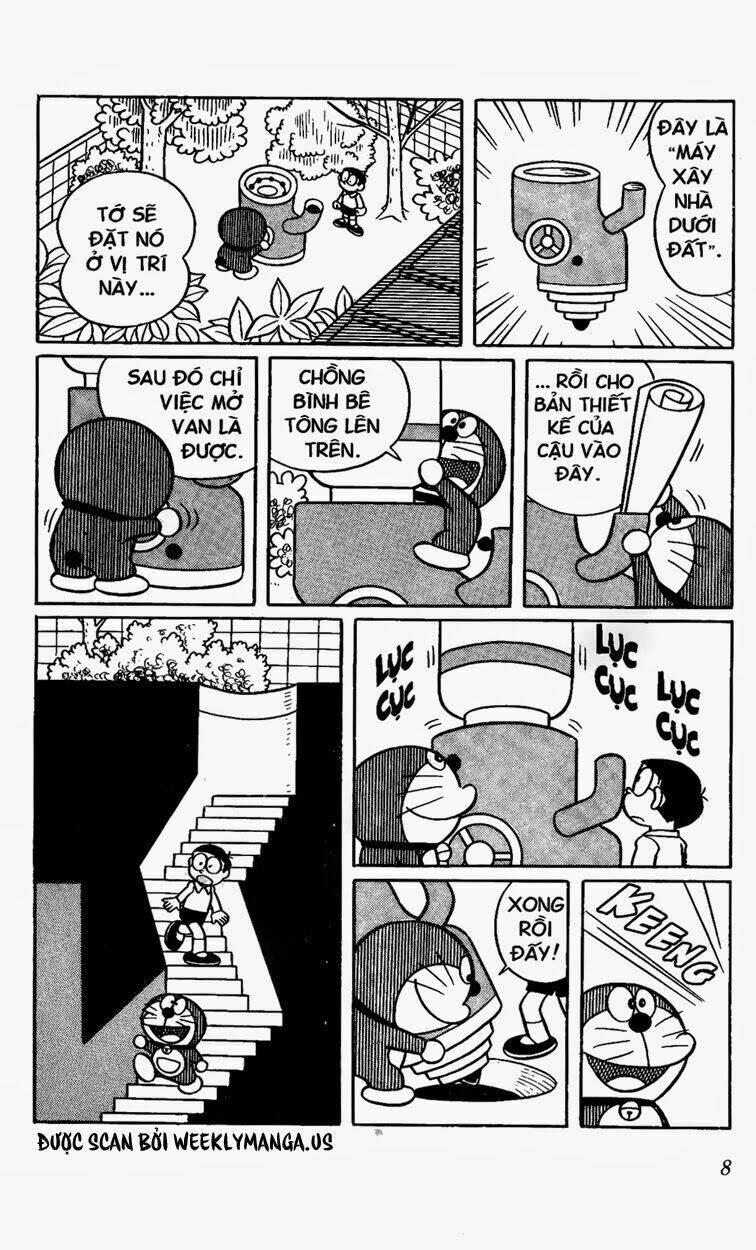 ĐÂY LÀ
"MÁY
XÂY
NHÀ
DƯỚI
ĐẤT".
TỚ SẼ
ĐẶT NÓ
Ở VỊ TRÍ
NÀY...
... RỒI CHO
BẢN THIẾT
KẾ CỦA
CẬU VÀO
ĐÂY.
CHỒNG
BÌNH BÊ
TÔNG LÊN
TRÊN.
SAU ĐÓ CHỈ
VIỆC MỞ
VAN LÀ
ĐƯỢC.
LỤC
CỤC
LỤC
CỤC
LỤC
CỤC
KEENG
XONG
RỒI
ĐẤY!
ĐƯỢC SCAN BỞI WEEKLYMANGA.US
8